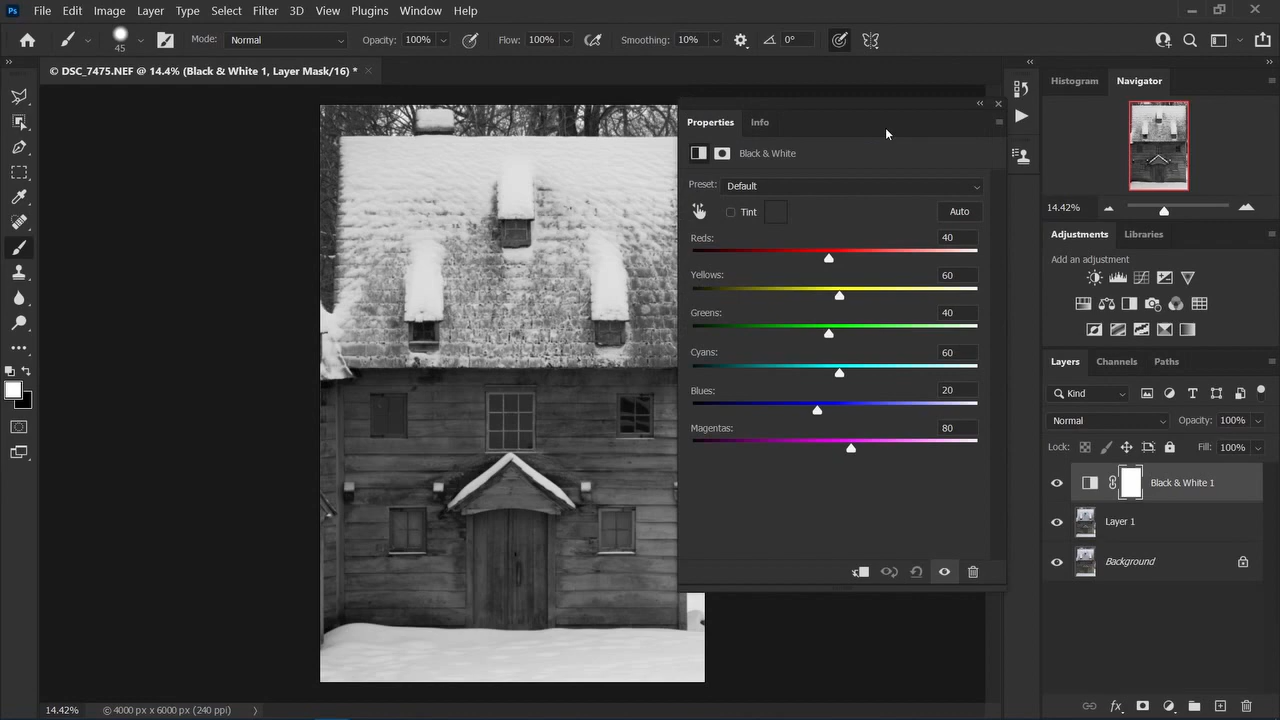 Ps File Edit Image Layer Type Select Filter 3D View Plugins Window Help
45 Mode: Normal Opacity: 100% Flow: 100% Smoothing: 10% 0°
© DSC_7475.NEF @ 14.4% (Black & White 1, Layer Mask/16) *
Histogram Navigator
Properties Info
Black & White
Preset: Default
Tint Auto
14.42%
Reds: 40
Adjustments Libraries
Add an adjustment
Yellows: 60
Greens: 40
Cyans: 60
Layers Channels Paths
Blues: 20
Kind
Magentas: 80
Normal Opacity: 100%
Lock: Fill: 100%
Black & White 1
Layer 1
Background
14.42% © 4000 px x 6000 px (240 ppi)
fx